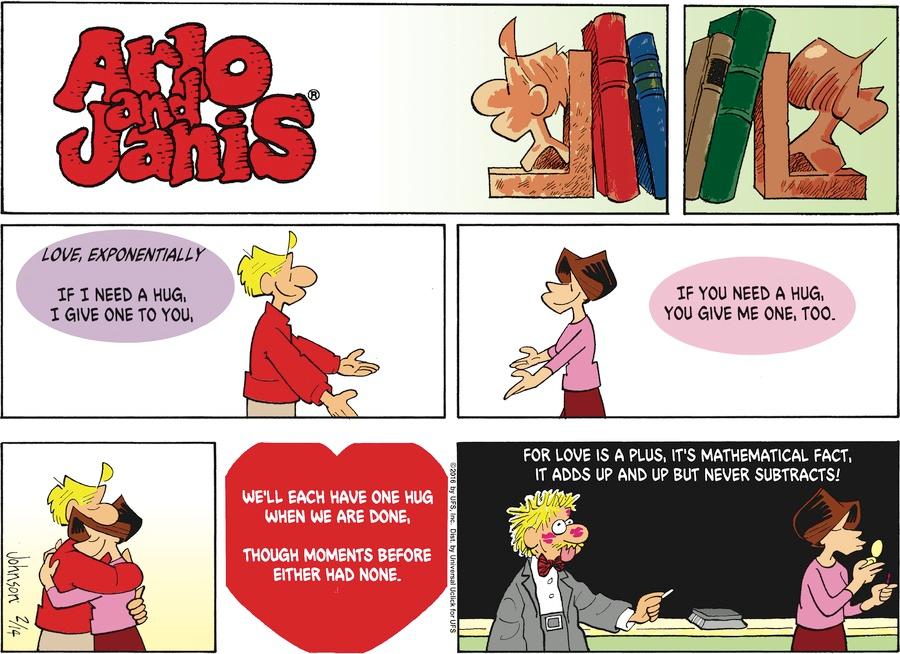 Arlo
and
Janis®
LOVE, EXPONENTIALLY
IF I NEED A HUG,
I GIVE ONE TO YOU,
IF YOU NEED A HUG,
YOU GIVE ME ONE, TOO.
Johnson 2/4
WE'LL EACH HAVE ONE HUG
WHEN WE ARE DONE,
THOUGH MOMENTS BEFORE
EITHER HAD NONE.
©2016 by UFS, Inc. Dist. by Universal Uclick for UFS
FOR LOVE IS A PLUS, IT'S MATHEMATICAL FACT,
IT ADDS UP AND UP BUT NEVER SUBTRACTS!